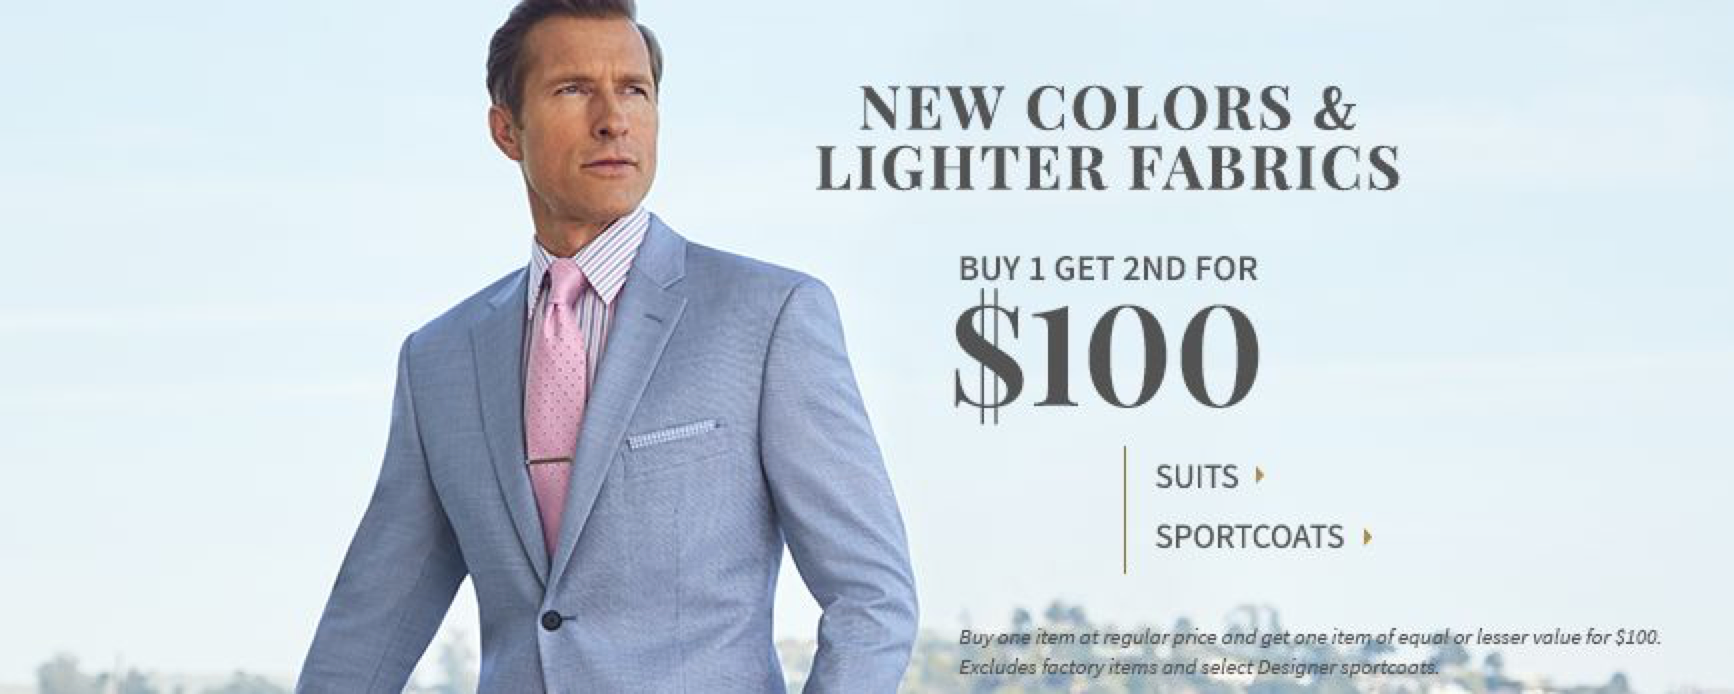 NEW COLORS &
LIGHTER FABRICS
BUY 1 GET 2ND FOR
$100
SUITS
SPORTCOATS
Buy one item at regular price and get one item of equal or lesser value for $100.
Excludes factory items and select Designer sportcoats.